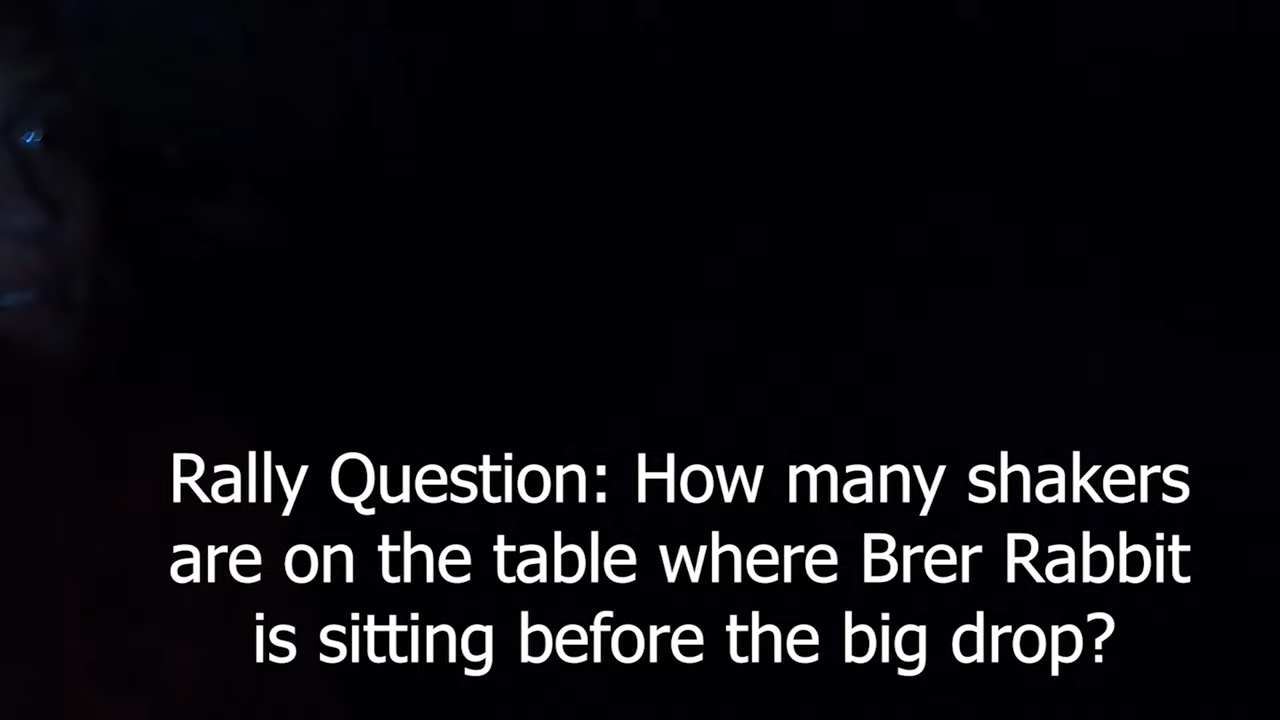 Rally Question: How many shakers
are on the table where Brer Rabbit
is sitting before the big drop?